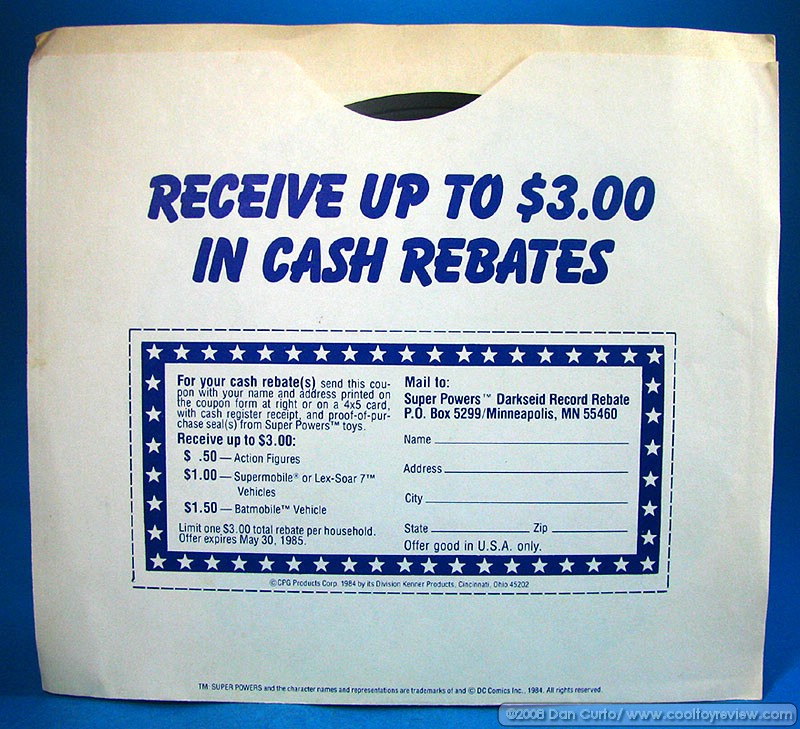 RECEIVE UP TO $3.00
IN CASH REBATES
For your cash rebate(s) send this cou-
pon with your name and address printed on
the coupon form at right or on a 4x5 card,
with cash register receipt, and proof-of-pur-
chase seal(s) from Super Powers™ toys.
Receive up to $3.00:
$ .50 — Action Figures
$1.00 — Supermobile® or Lex-Soar 7™
Vehicles
$1.50 — Batmobile™ Vehicle
Limit one $3.00 total rebate per household.
Offer expires May 30, 1985.
Mail to:
Super Powers™ Darkseid Record Rebate
P.O. Box 5299/Minneapolis, MN 55460
Name
Address
City
State Zip
Offer good in U.S.A. only.
© CPG Products Corp. 1984 by its Division Kenner Products, Cincinnati, Ohio 45202
TM: SUPER POWERS and the character names and representations are trademarks of and © DC Comics Inc., 1984. All rights reserved.
©2008 Dan Curto/ www.cooltoyreview.com